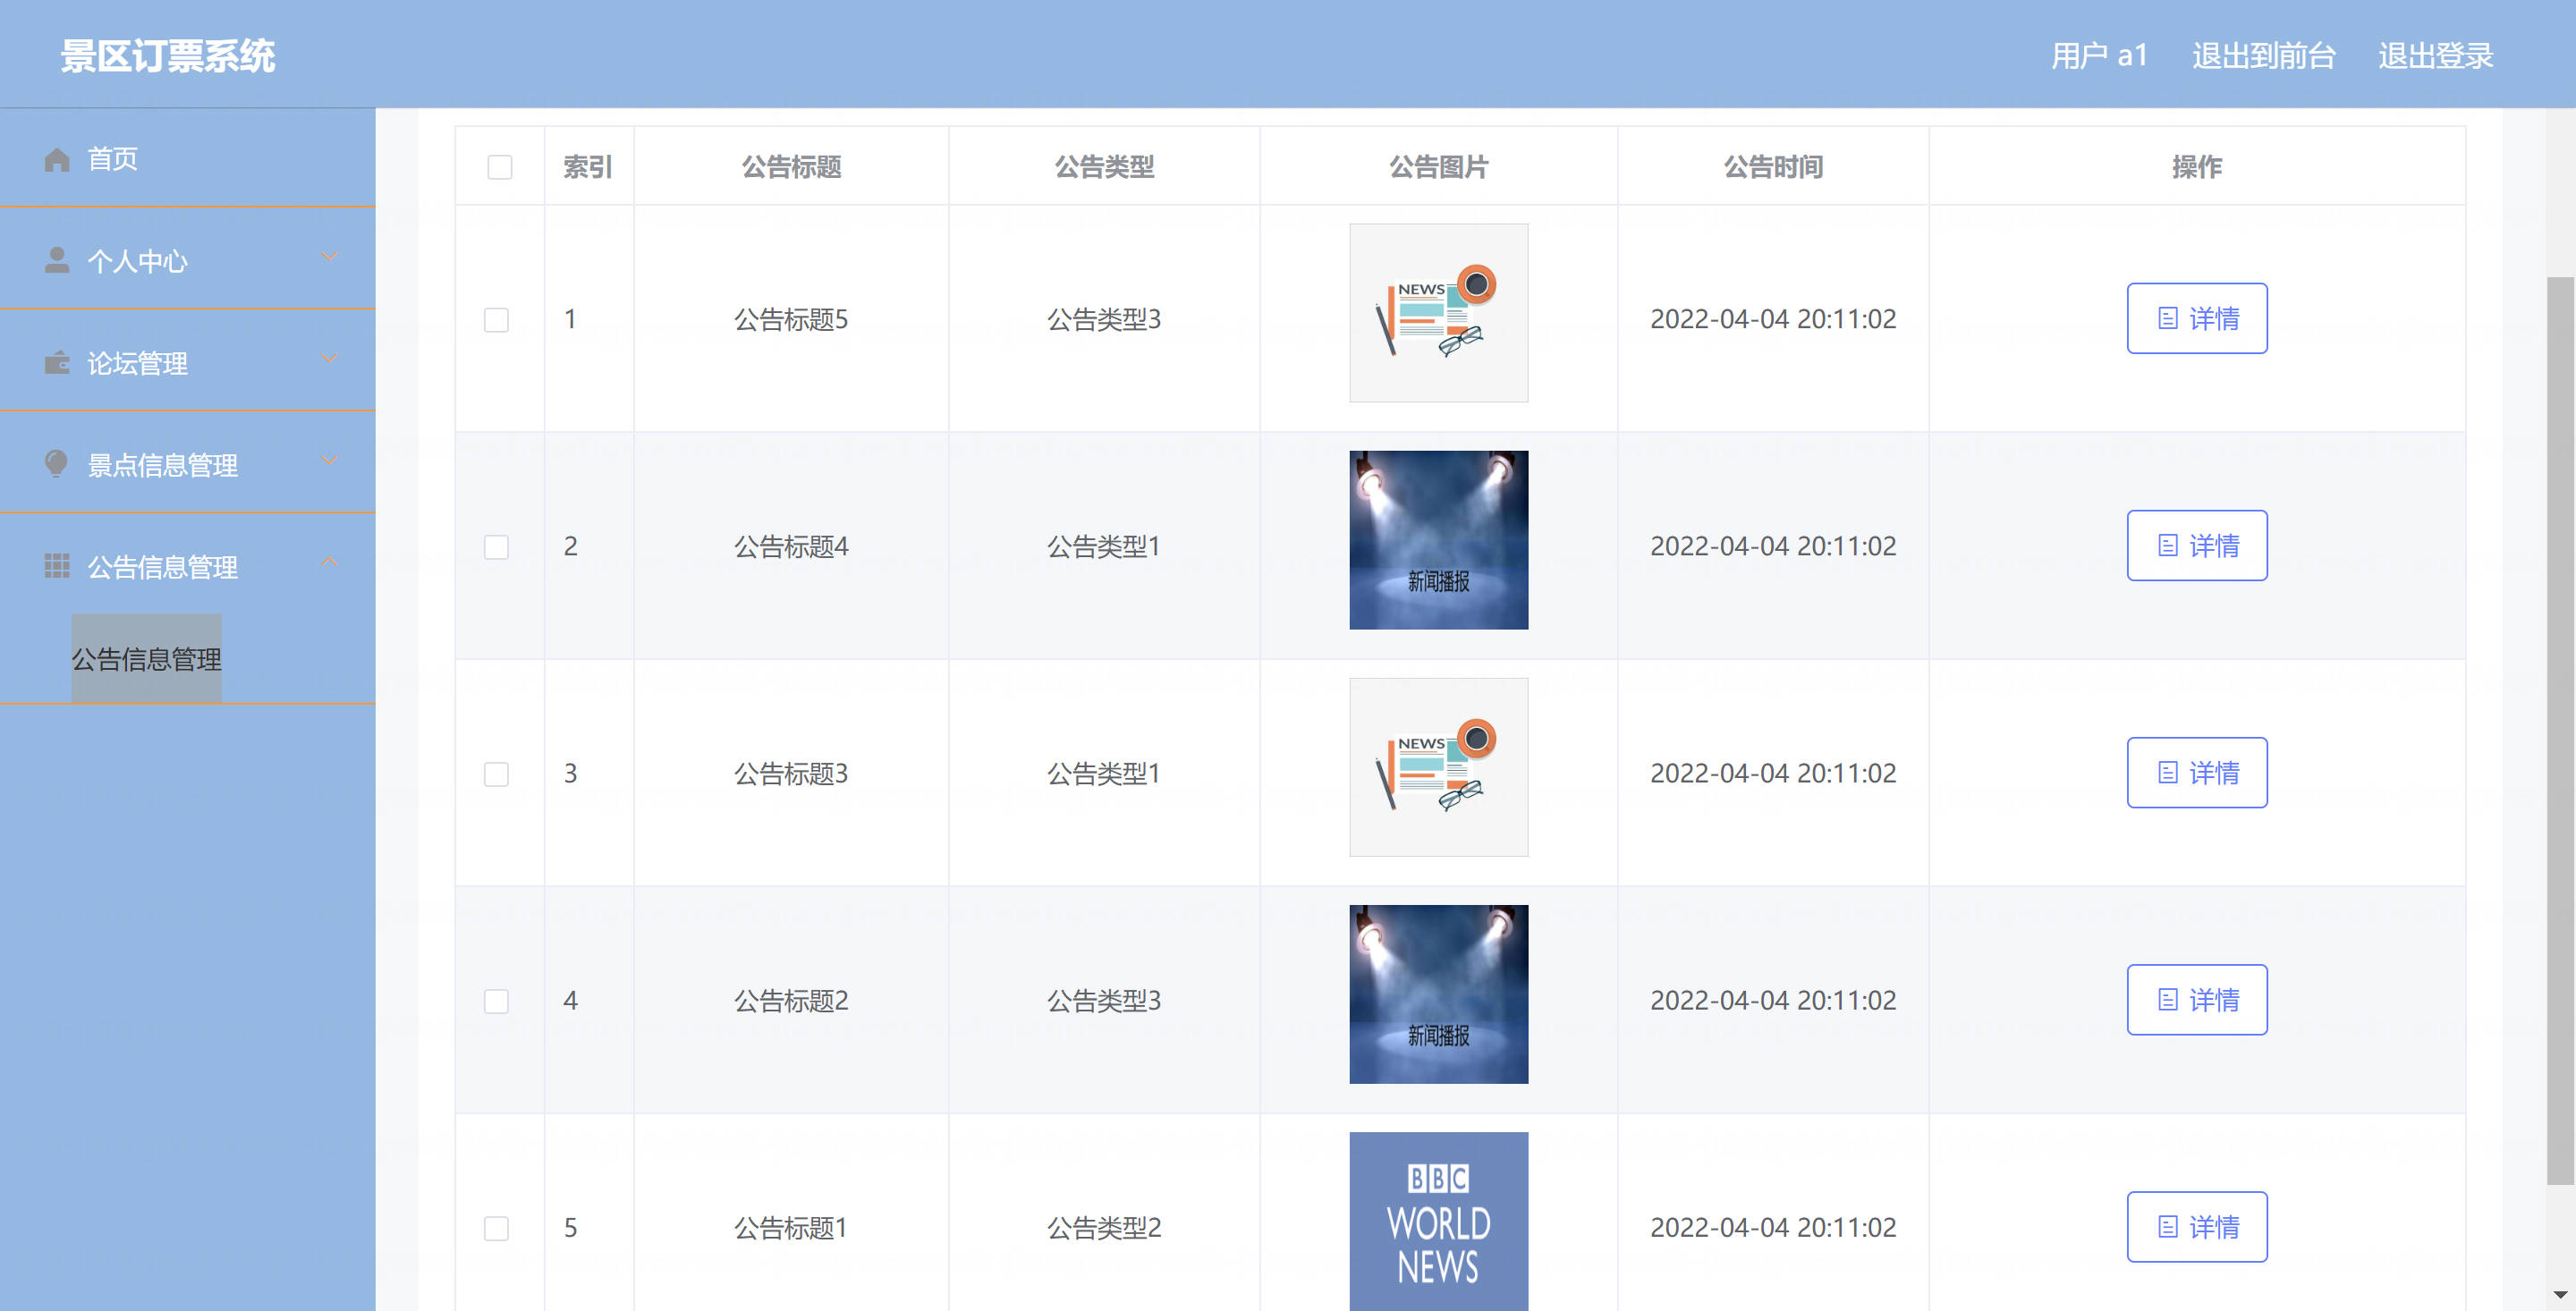 景区订票系统
用户 a1 退出到前台 退出登录
首页
个人中心
论坛管理
景点信息管理
公告信息管理
公告信息管理
索引 公告标题 公告类型 公告图片 公告时间 操作
NEWS
1 公告标题5 公告类型3 2022-04-04 20:11:02 详情
2 公告标题4 公告类型1 2022-04-04 20:11:02 详情
新闻播报
NEWS
3 公告标题3 公告类型1 2022-04-04 20:11:02 详情
4 公告标题2 公告类型3 2022-04-04 20:11:02 详情
新闻播报
BBC
WORLD
NEWS
5 公告标题1 公告类型2 2022-04-04 20:11:02 详情